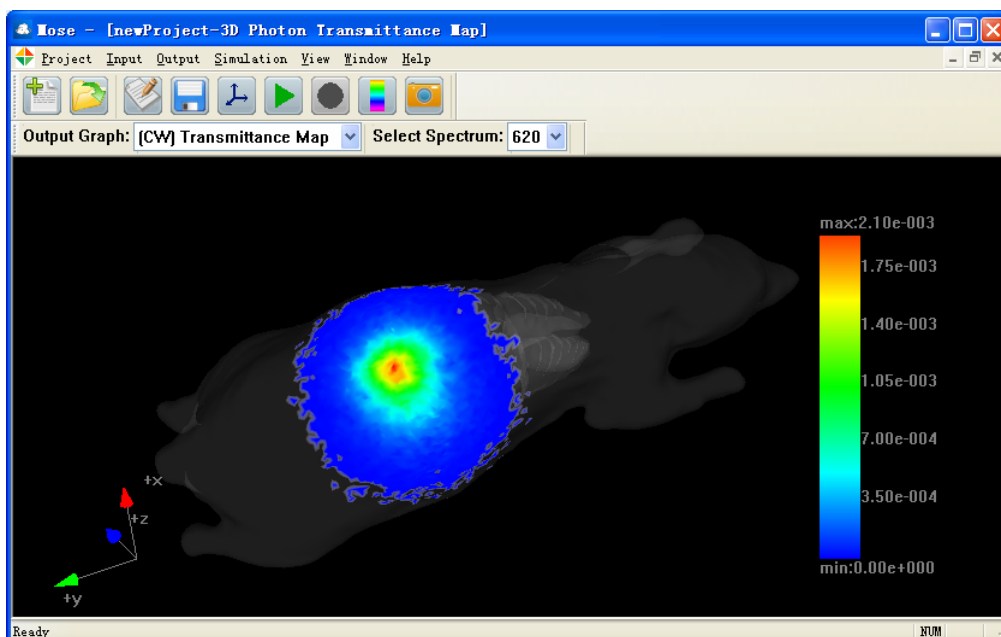 Mose - [newProject-3D Photon Transmittance Map]
Project Input Output Simulation View Window Help
Output Graph: (CW) Transmittance Map Select Spectrum: 620
max:2.10e-003
1.75e-003
1.40e-003
1.05e-003
7.00e-004
3.50e-004
min:0.00e+000
+x
+z
+y
Ready NUM